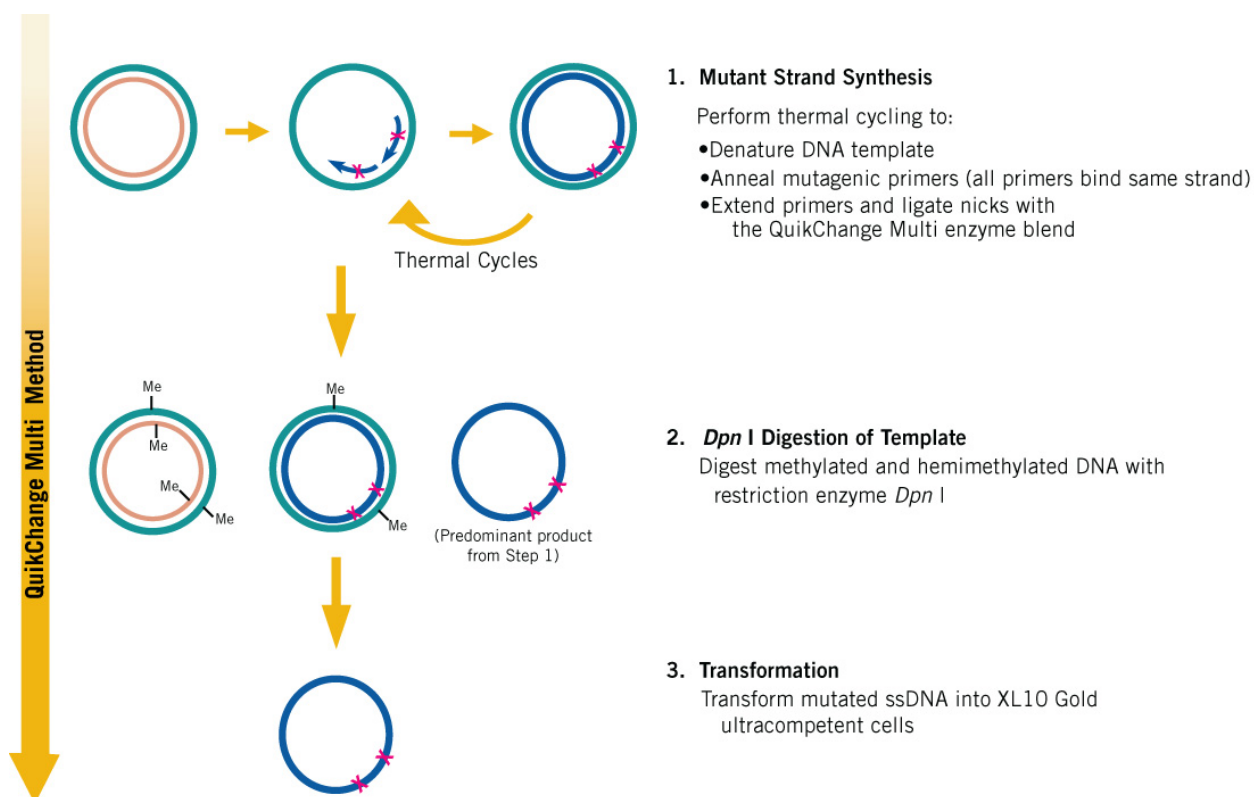 QuikChange Multi Method
1. Mutant Strand Synthesis
Perform thermal cycling to:
•Denature DNA template
•Anneal mutagenic primers (all primers bind same strand)
•Extend primers and ligate nicks with
the QuikChange Multi enzyme blend
Thermal Cycles
Me
Me
Me
Me
Me
Me
(Predominant product
from Step 1)
2. Dpn I Digestion of Template
Digest methylated and hemimethylated DNA with
restriction enzyme Dpn I
3. Transformation
Transform mutated ssDNA into XL10 Gold
ultracompetent cells